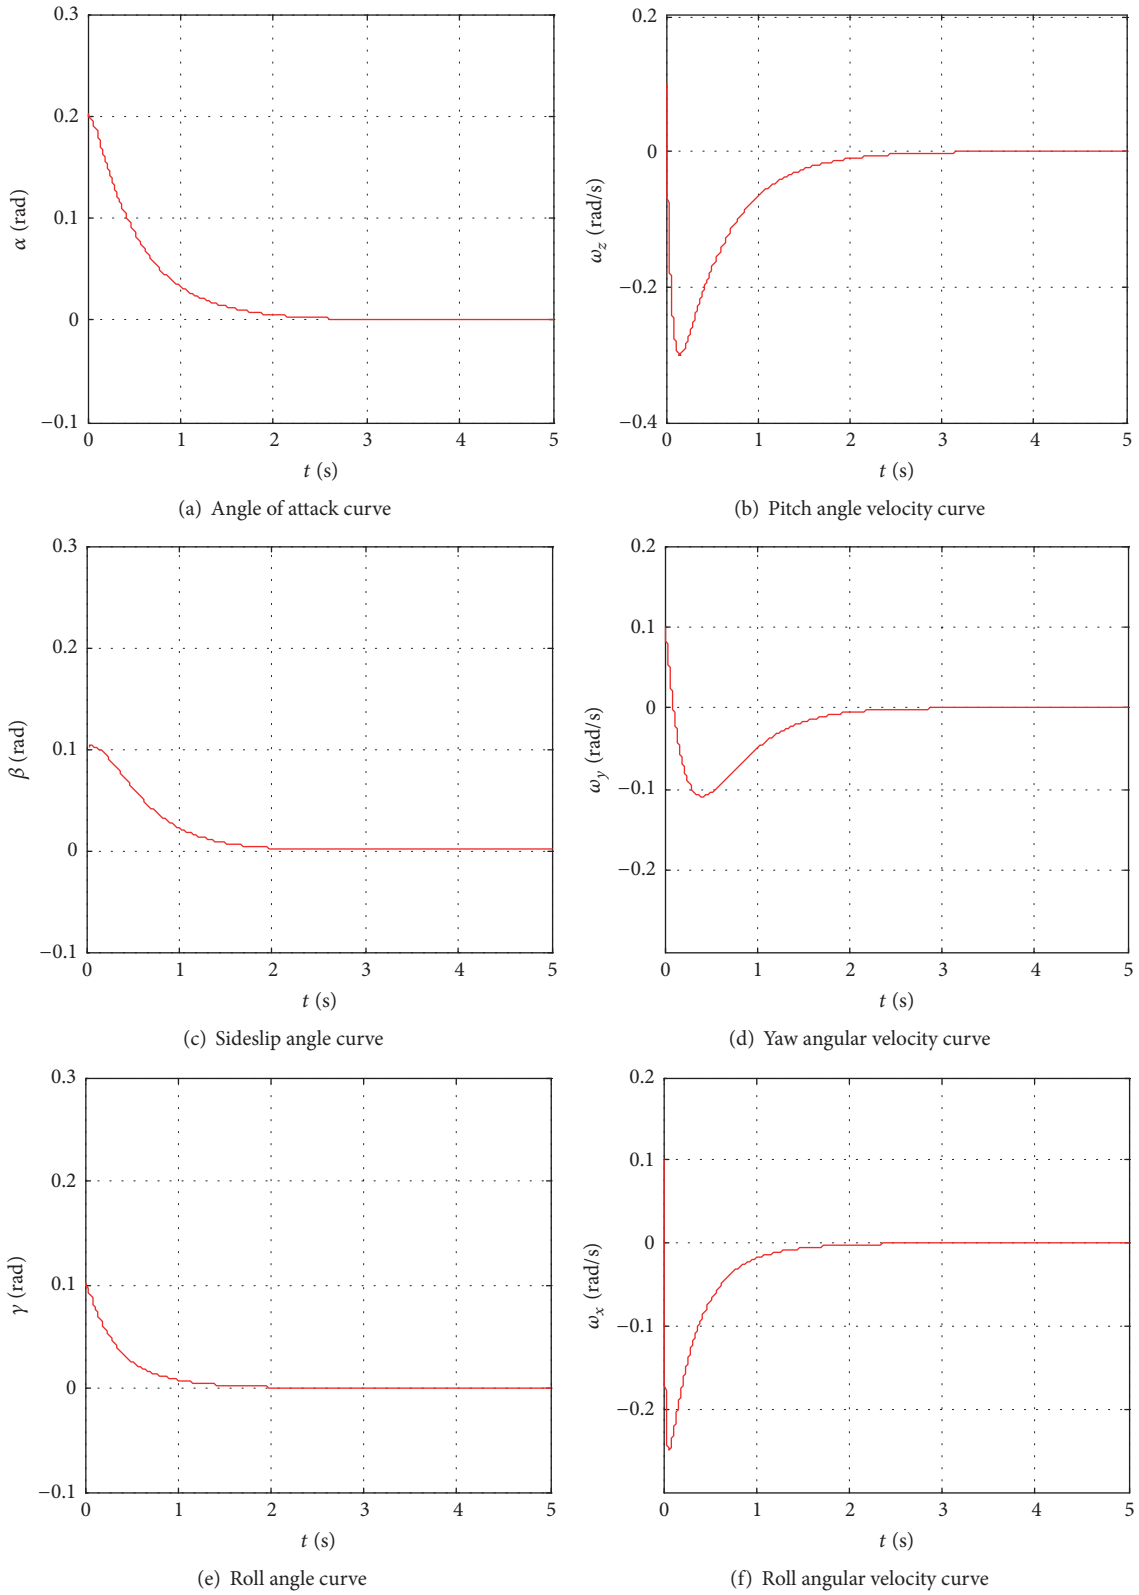 0.3
0.2
0.1
0
−0.1
α (rad)
0 1 2 3 4 5
t (s)
(a) Angle of attack curve
0.2
0
−0.2
−0.4
ω_z (rad/s)
0 1 2 3 4 5
t (s)
(b) Pitch angle velocity curve
0.3
0.2
0.1
0
−0.1
β (rad)
0 1 2 3 4 5
t (s)
(c) Sideslip angle curve
0.2
0.1
0
−0.1
−0.2
ω_y (rad/s)
0 1 2 3 4 5
t (s)
(d) Yaw angular velocity curve
0.3
0.2
0.1
0
−0.1
γ (rad)
0 1 2 3 4 5
t (s)
(e) Roll angle curve
0.2
0.1
0
−0.1
−0.2
ω_x (rad/s)
0 1 2 3 4 5
t (s)
(f) Roll angular velocity curve